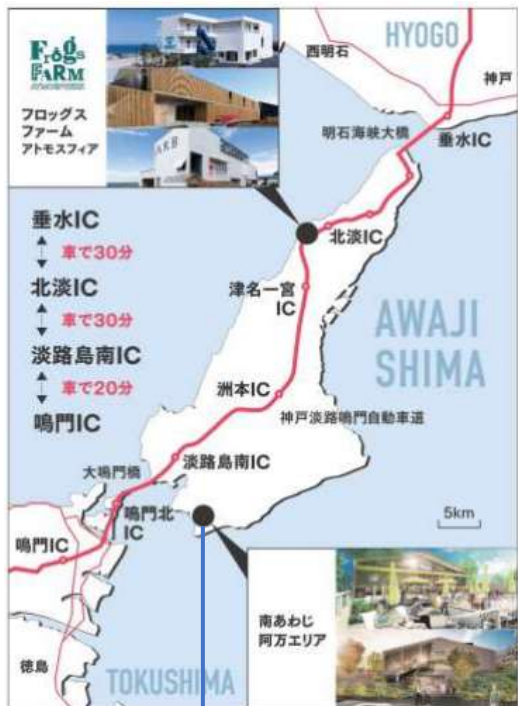 Frogs
FARM
フロッグス
ファーム
アトモスフィア
HYOGO
西明石
神戸
明石海峡大橋
垂水IC
北淡IC
津名一宮
IC
AWAJI
SHIMA
垂水IC
車で30分
北淡IC
車で30分
淡路島南IC
車で20分
鳴門IC
洲本IC
神戸淡路鳴門自動車道
淡路島南IC
大鳴門橋
鳴門北
IC
鳴門IC
5km
南あわじ
阿万エリア
徳島
TOKUSHIMA